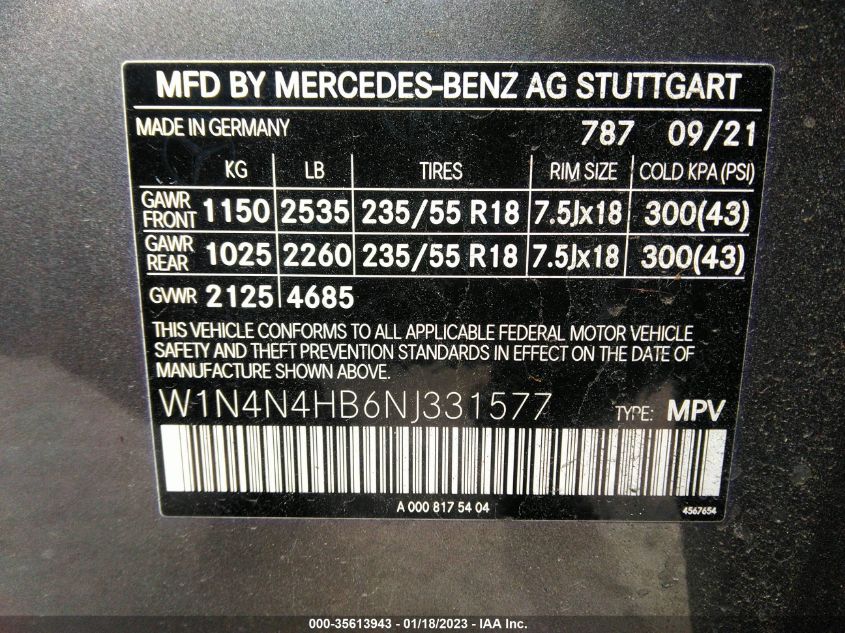 MFD BY MERCEDES-BENZ AG STUTTGART
MADE IN GERMANY 787 09/21
KG LB TIRES RIM SIZE COLD KPA (PSI)
GAWR FRONT 1150 2535 235/55 R18 7.5Jx18 300(43)
GAWR REAR 1025 2260 235/55 R18 7.5Jx18 300(43)
GVWR 2125 4685
THIS VEHICLE CONFORMS TO ALL APPLICABLE FEDERAL MOTOR VEHICLE
SAFETY AND THEFT PREVENTION STANDARDS IN EFFECT ON THE DATE OF
MANUFACTURE SHOWN ABOVE.
W1N4N4HB6NJ331577 TYPE: MPV
A 000 817 54 04 4567654
000-35613943 - 01/18/2023 - IAA Inc.